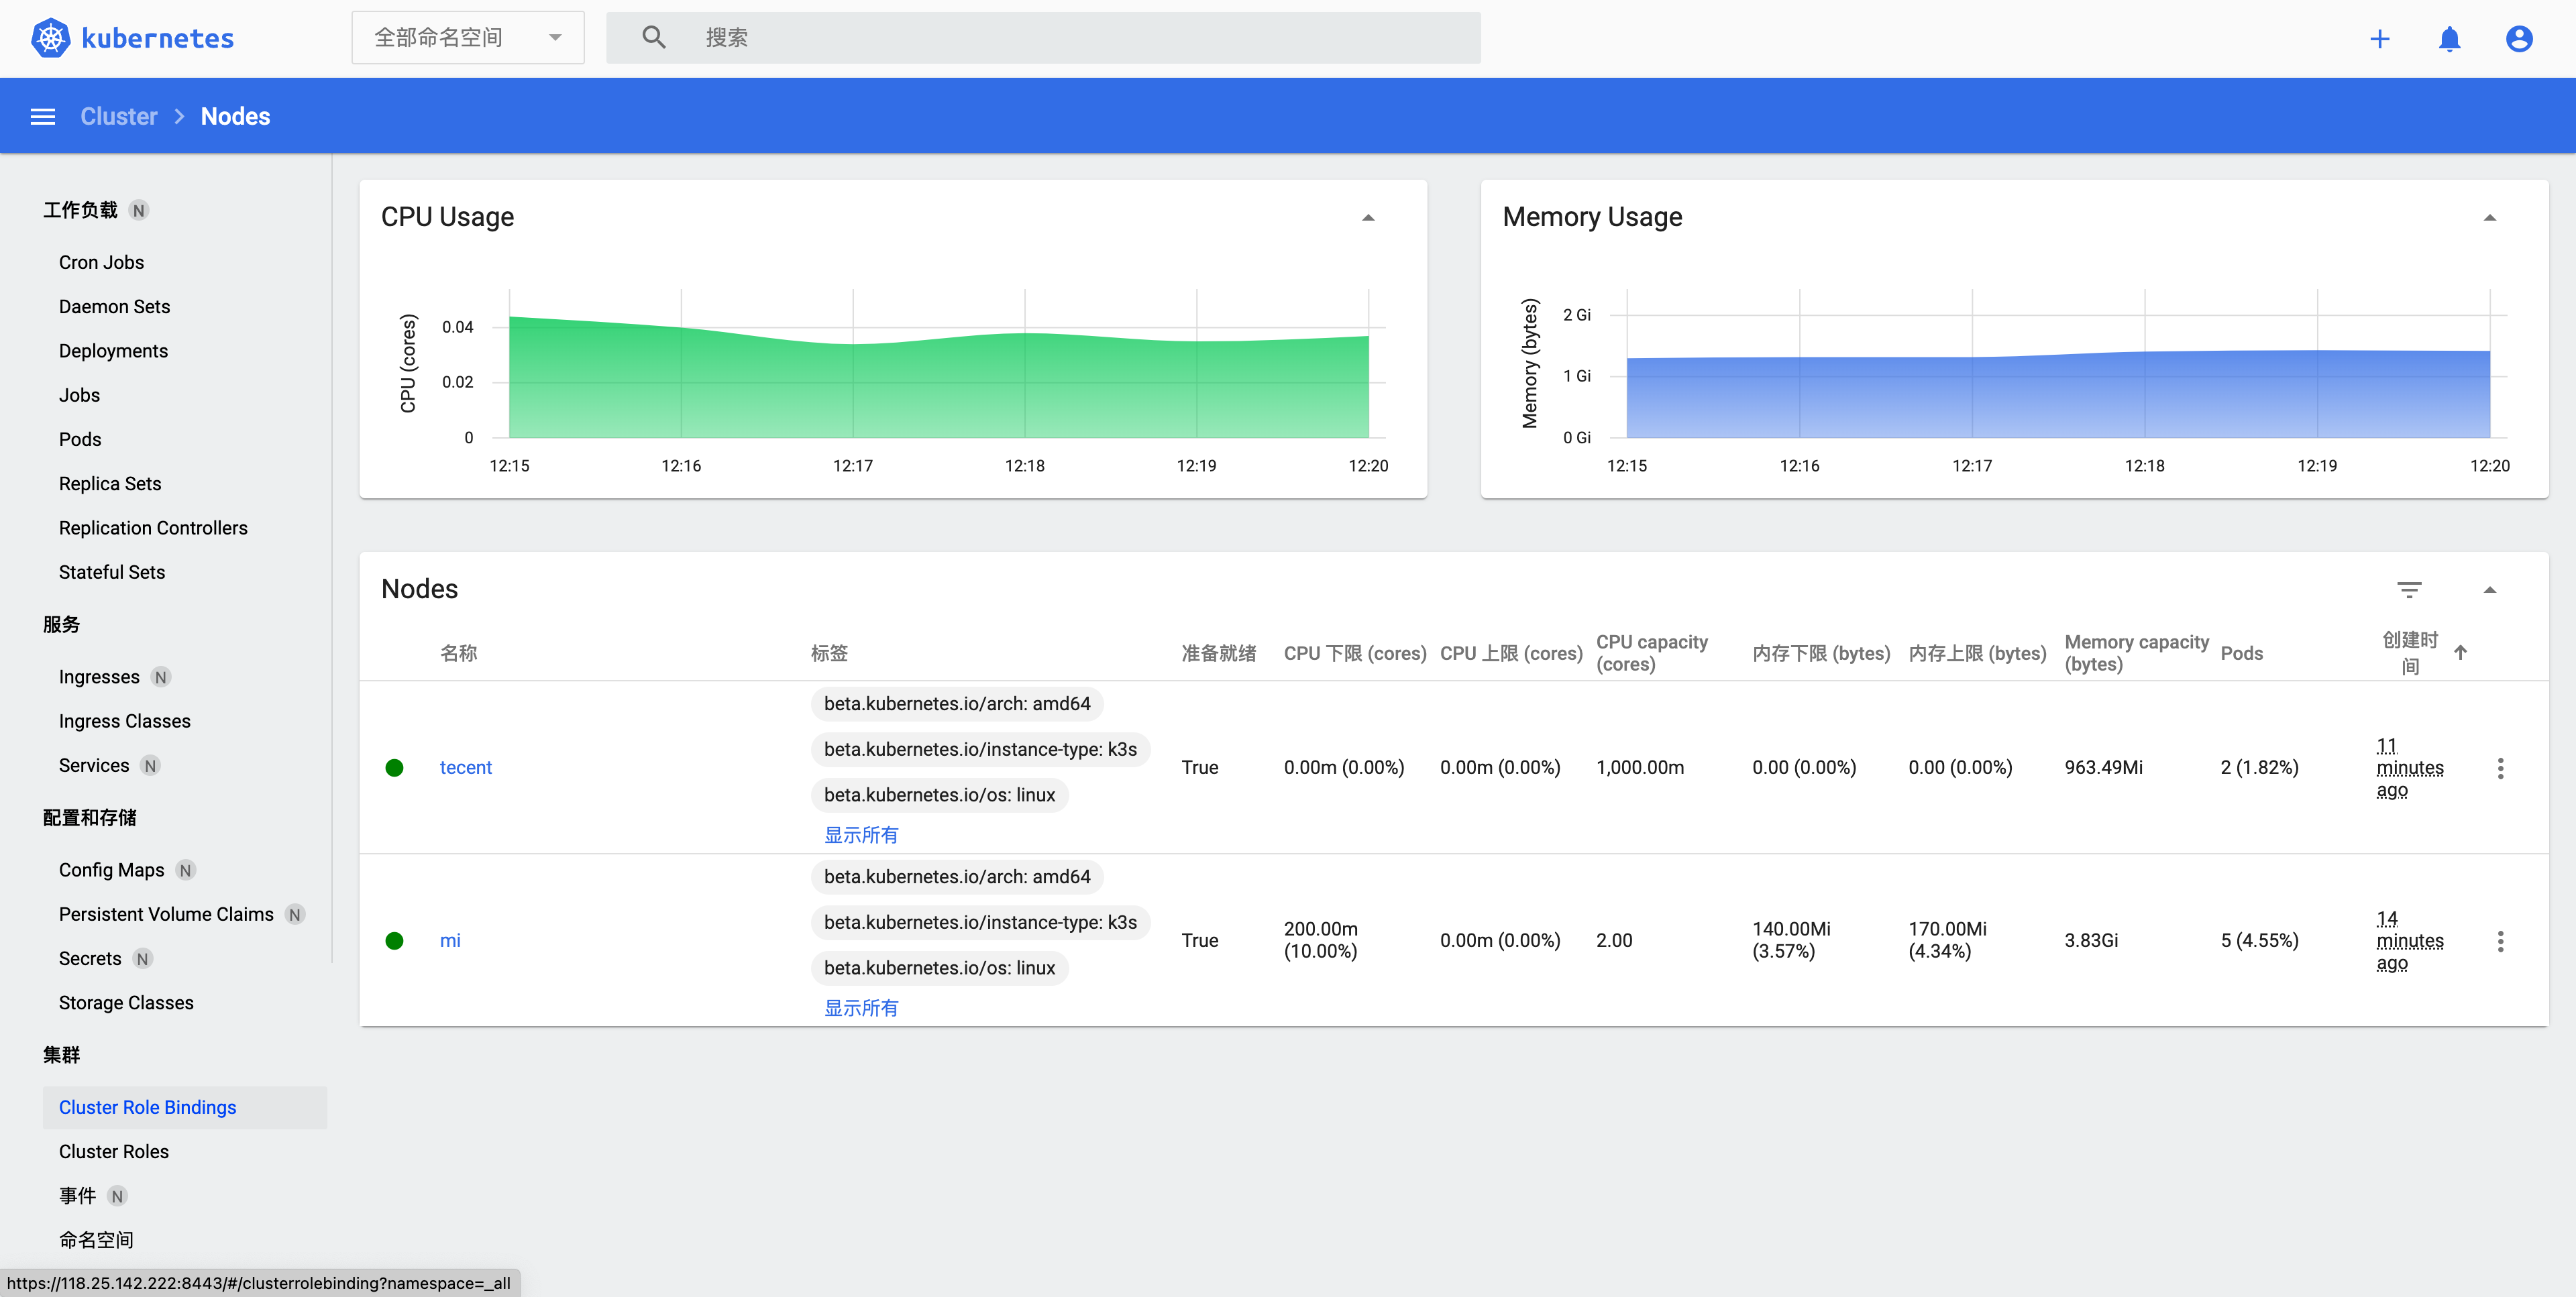 kubernetes
全部命名空间
搜索
Cluster
Nodes
工作负载 N
Cron Jobs
Daemon Sets
Deployments
Jobs
Pods
Replica Sets
Replication Controllers
Stateful Sets
服务
Ingresses N
Ingress Classes
Services N
配置和存储
Config Maps N
Persistent Volume Claims N
Secrets N
Storage Classes
集群
Cluster Role Bindings
Cluster Roles
事件 N
命名空间
https://118.25.142.222:8443/#/clusterrolebinding?namespace=_all
CPU Usage
CPU (cores)
0.04
0.02
0
12:15 12:16 12:17 12:18 12:19 12:20
Memory Usage
Memory (bytes)
2 Gi
1 Gi
0 Gi
12:15 12:16 12:17 12:18 12:19 12:20
Nodes
名称
标签
准备就绪
CPU 下限 (cores)
CPU 上限 (cores)
CPU capacity
(cores)
内存下限 (bytes)
内存上限 (bytes)
Memory capacity
(bytes)
Pods
创建时
间
tecent
beta.kubernetes.io/arch: amd64
beta.kubernetes.io/instance-type: k3s
beta.kubernetes.io/os: linux
显示所有
True
0.00m (0.00%)
0.00m (0.00%)
1,000.00m
0.00 (0.00%)
0.00 (0.00%)
963.49Mi
2 (1.82%)
11
minutes
ago
mi
beta.kubernetes.io/arch: amd64
beta.kubernetes.io/instance-type: k3s
beta.kubernetes.io/os: linux
显示所有
True
200.00m
(10.00%)
0.00m (0.00%)
2.00
140.00Mi
(3.57%)
170.00Mi
(4.34%)
3.83Gi
5 (4.55%)
14
minutes
ago